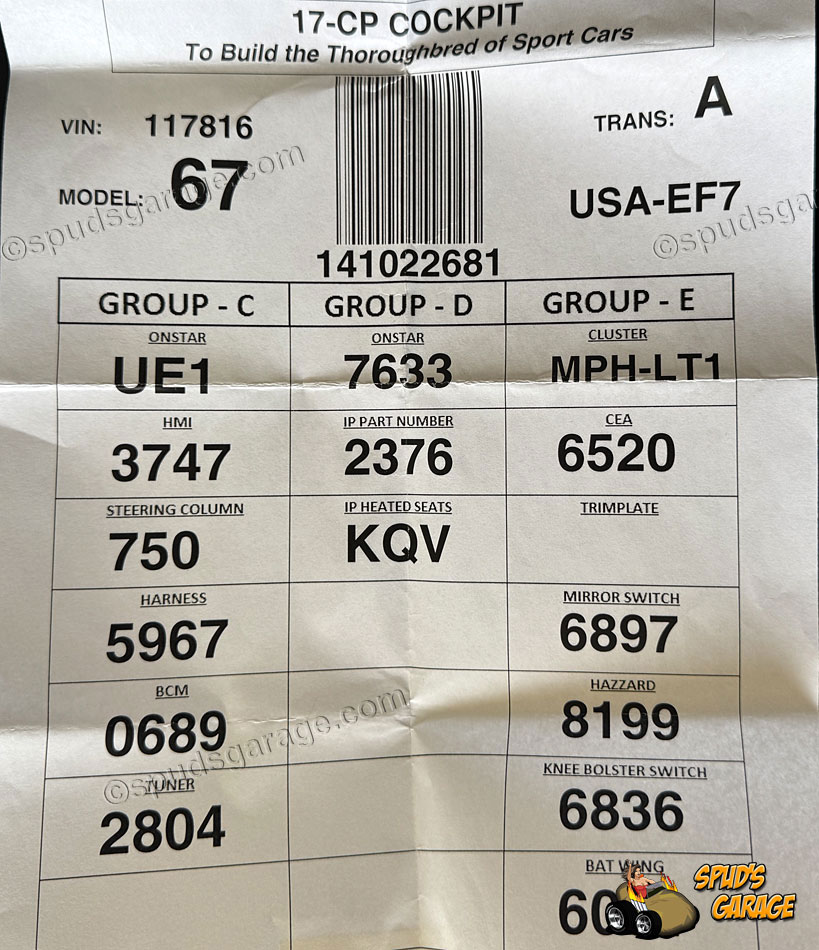 17-CP COCKPIT
To Build the Thoroughbred of Sport Cars
VIN: 117816
TRANS: A
MODEL: 67
USA-EF7
©spudsgarage.com
©spudsga
141022681
GROUP - C GROUP - D GROUP - E
ONSTAR ONSTAR CLUSTER
UE1 7633 MPH-LT1
HMI IP PART NUMBER CEA
3747 2376 6520
STEERING COLUMN IP HEATED SEATS TRIMPLATE
750 KQV
HARNESS MIRROR SWITCH
5967 6897
BCM HAZZARD
0689 8199
©spudsgarage.com
TUNER KNEE BOLSTER SWITCH
2804 6836
BAT WING
SPUD'S
GARAGE